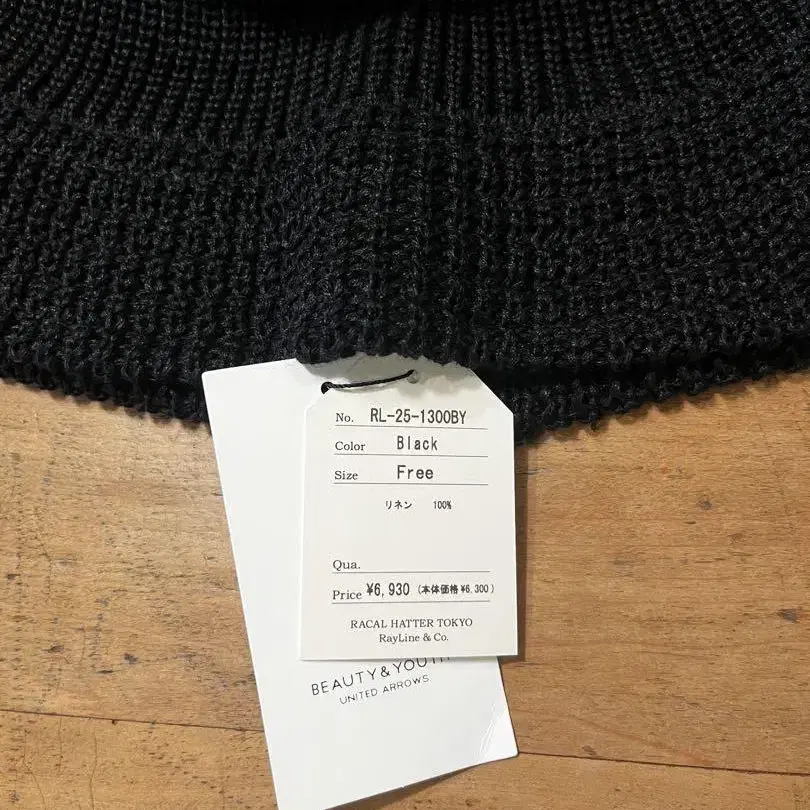 No. RL-25-1300BY
Color Black
Size Free
リネン 100%
Qua.
Price ¥6,930 (本体価格 ¥6,300)
RACAL HATTER TOKYO
RayLine & Co.
BEAUTY&YOUTH
UNITED ARROWS